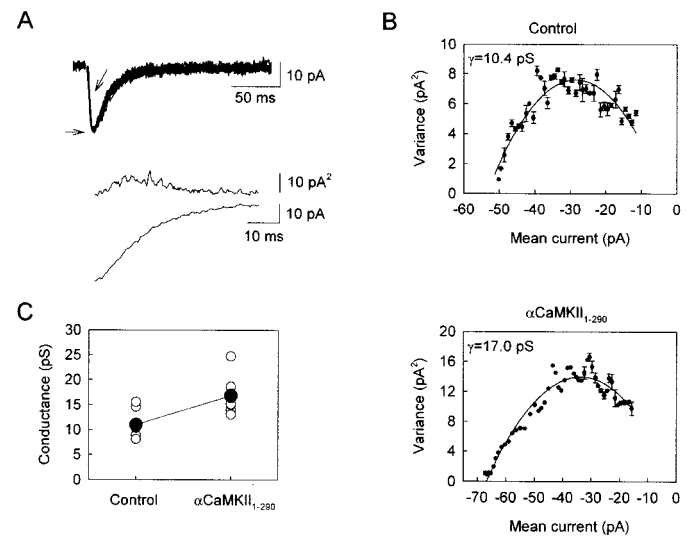 A
10 pA
50 ms
10 pA²
10 pA
10 ms
B
Control
γ=10.4 pS
10
8
6
4
2
0
Variance (pA²)
-60 -50 -40 -30 -20 -10 0
Mean current (pA)
C
30
25
20
15
10
5
0
Conductance (pS)
Control αCaMKII₁₋₂₉₀
αCaMKII₁₋₂₉₀
γ=17.0 pS
20
16
12
8
4
0
Variance (pA²)
-70 -60 -50 -40 -30 -20 -10 0
Mean current (pA)